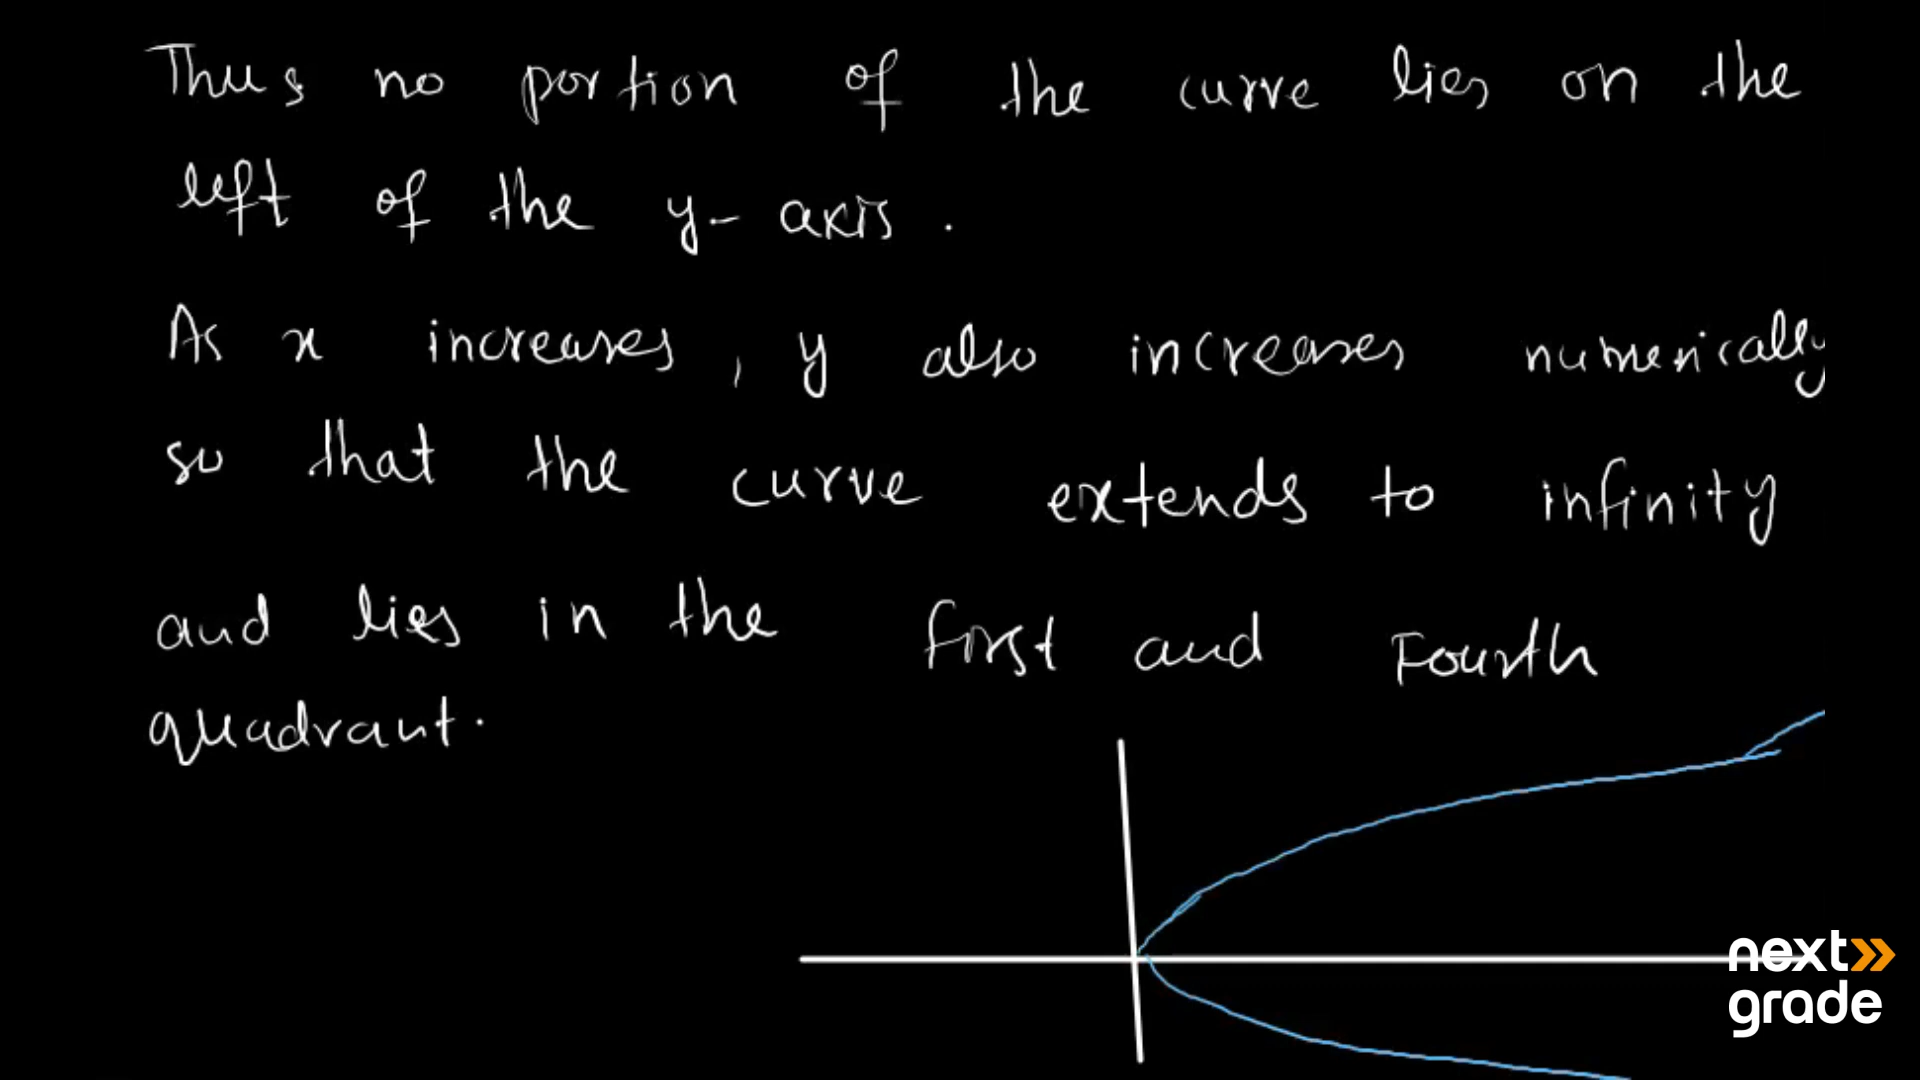 Thus no portion of the curve lies on the
left of the y-axis.
As x increases, y also increases numerically
so that the curve extends to infinity
and lies in the first and Fourth
quadrant.
next
grade